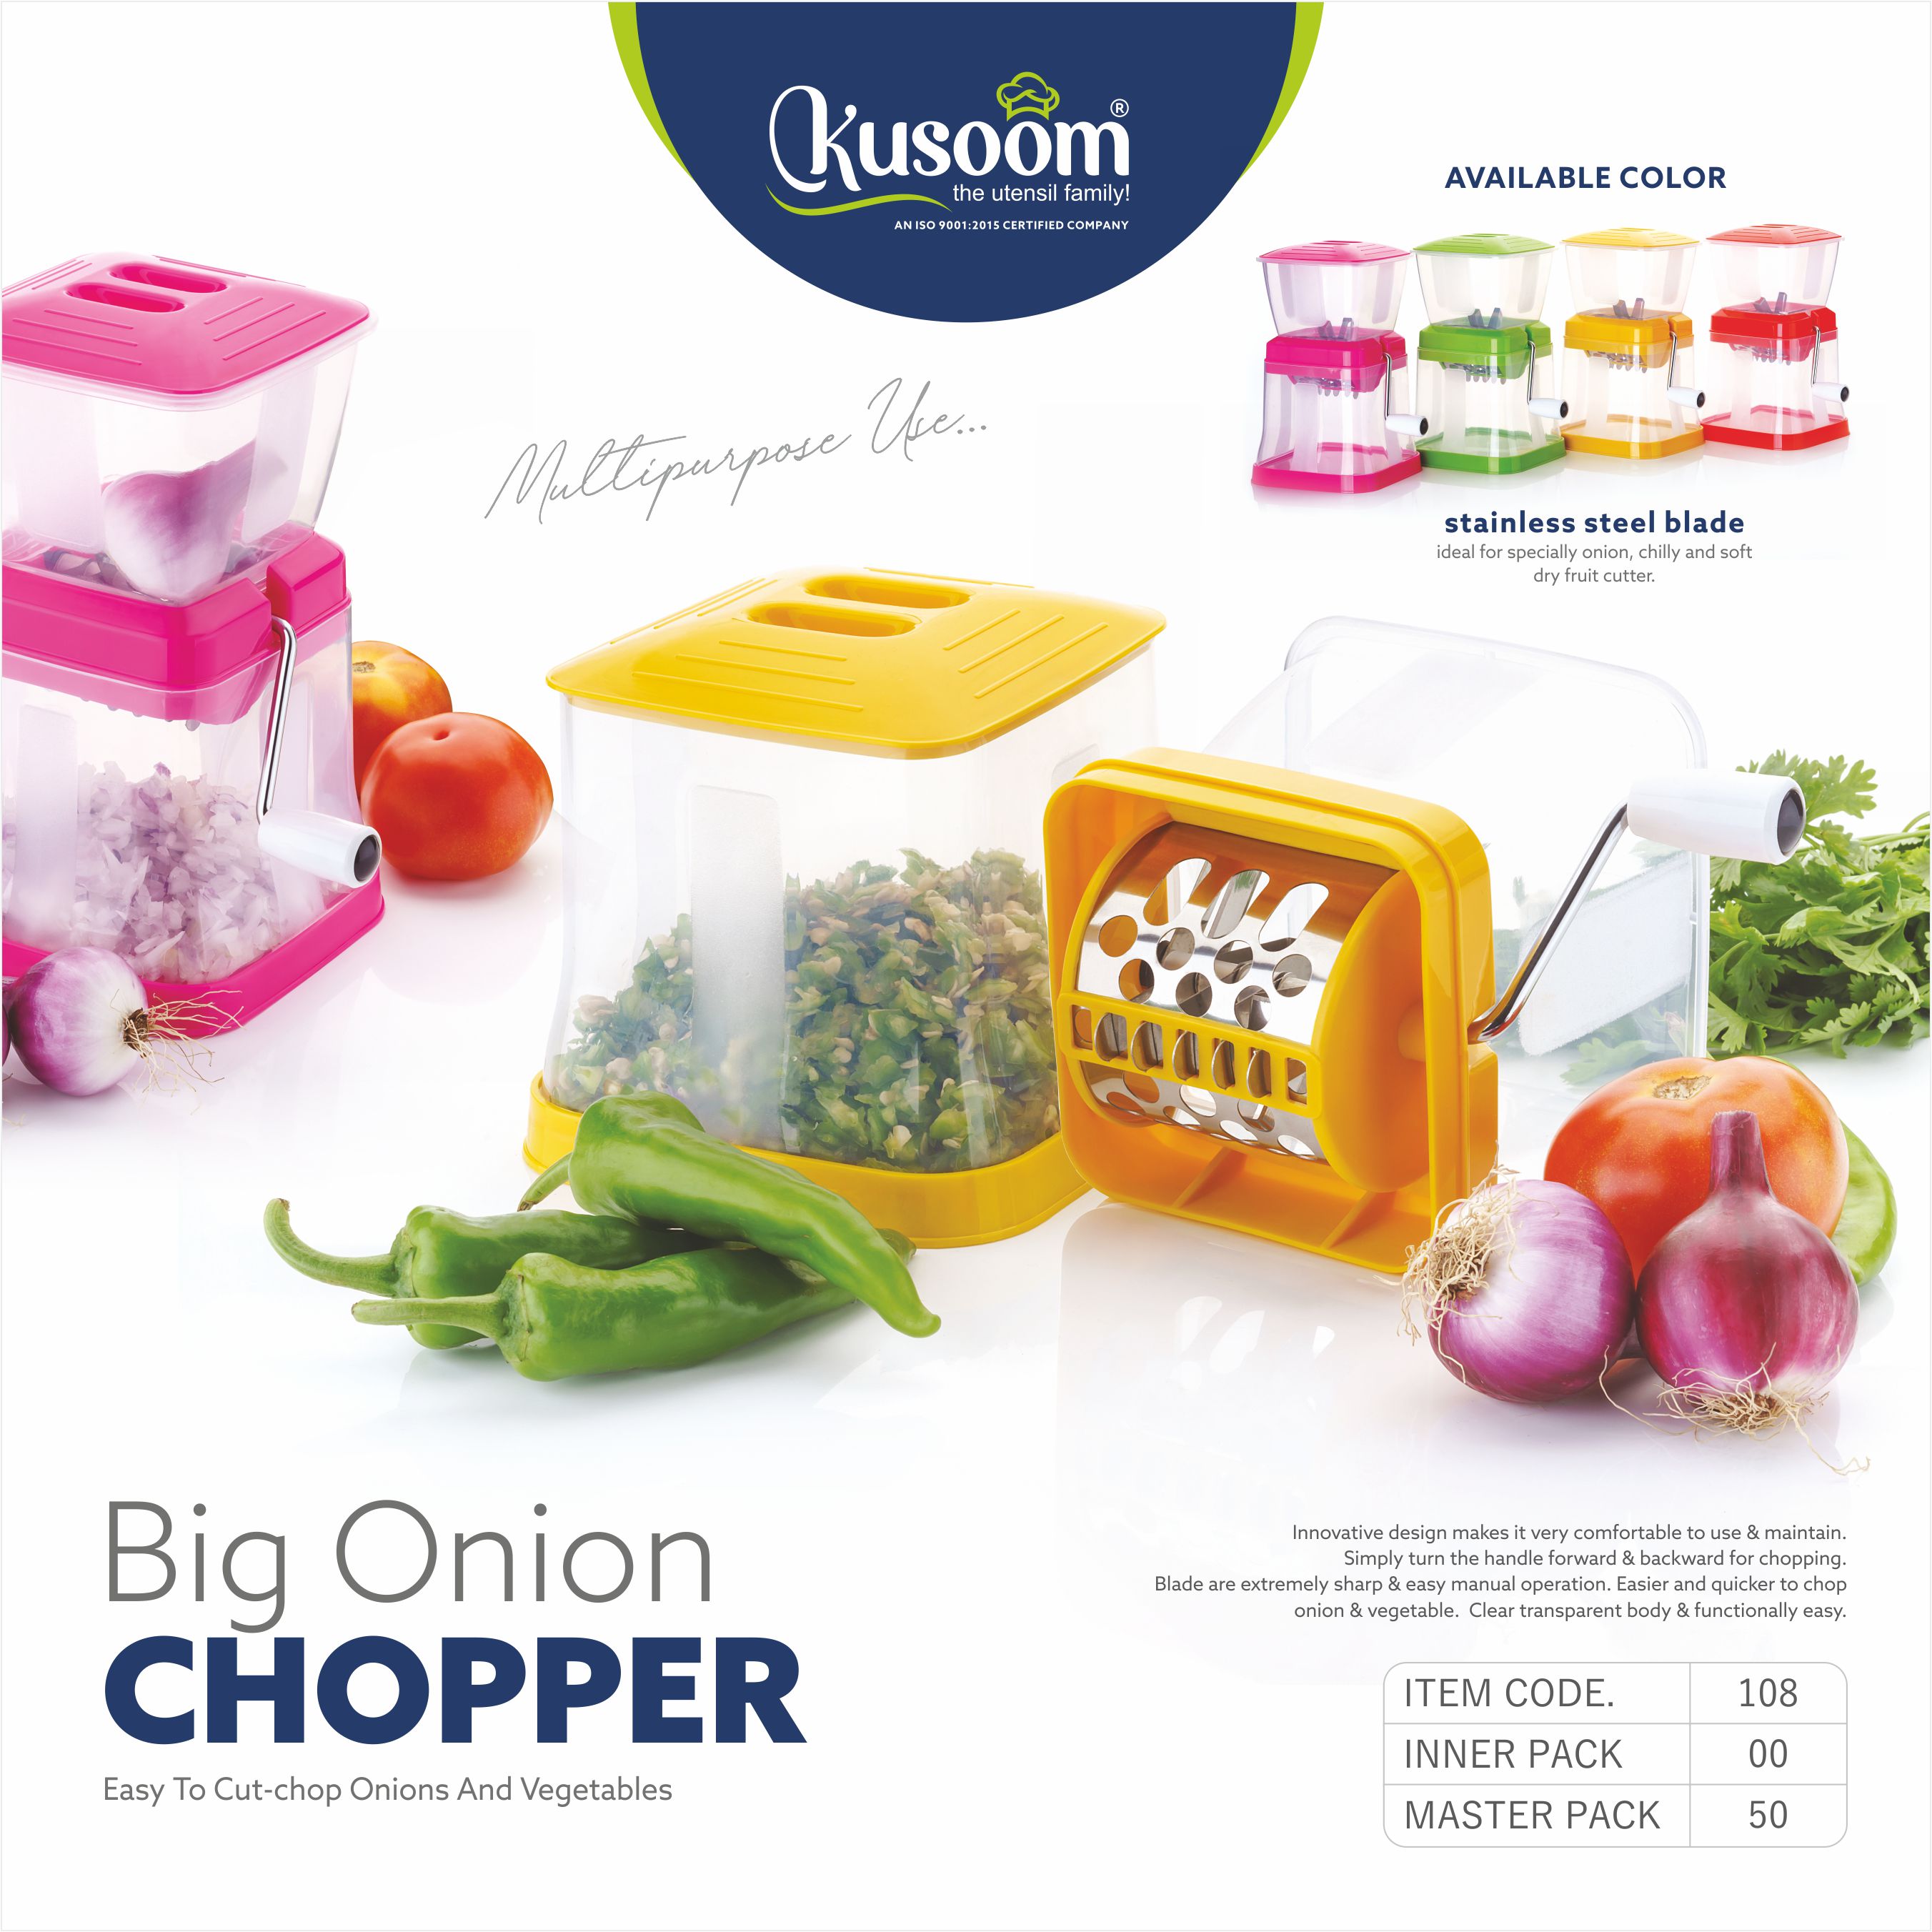 Kusoom®
the utensil family!
AN ISO 9001:2015 CERTIFIED COMPANY
AVAILABLE COLOR
Multipurpose Use...
stainless steel blade
ideal for specially onion, chilly and soft
dry fruit cutter.
Big Onion
CHOPPER
Easy To Cut-chop Onions And Vegetables
Innovative design makes it very comfortable to use & maintain.
Simply turn the handle forward & backward for chopping.
Blade are extremely sharp & easy manual operation. Easier and quicker to chop
onion & vegetable. Clear transparent body & functionally easy.
ITEM CODE. 108
INNER PACK 00
MASTER PACK 50